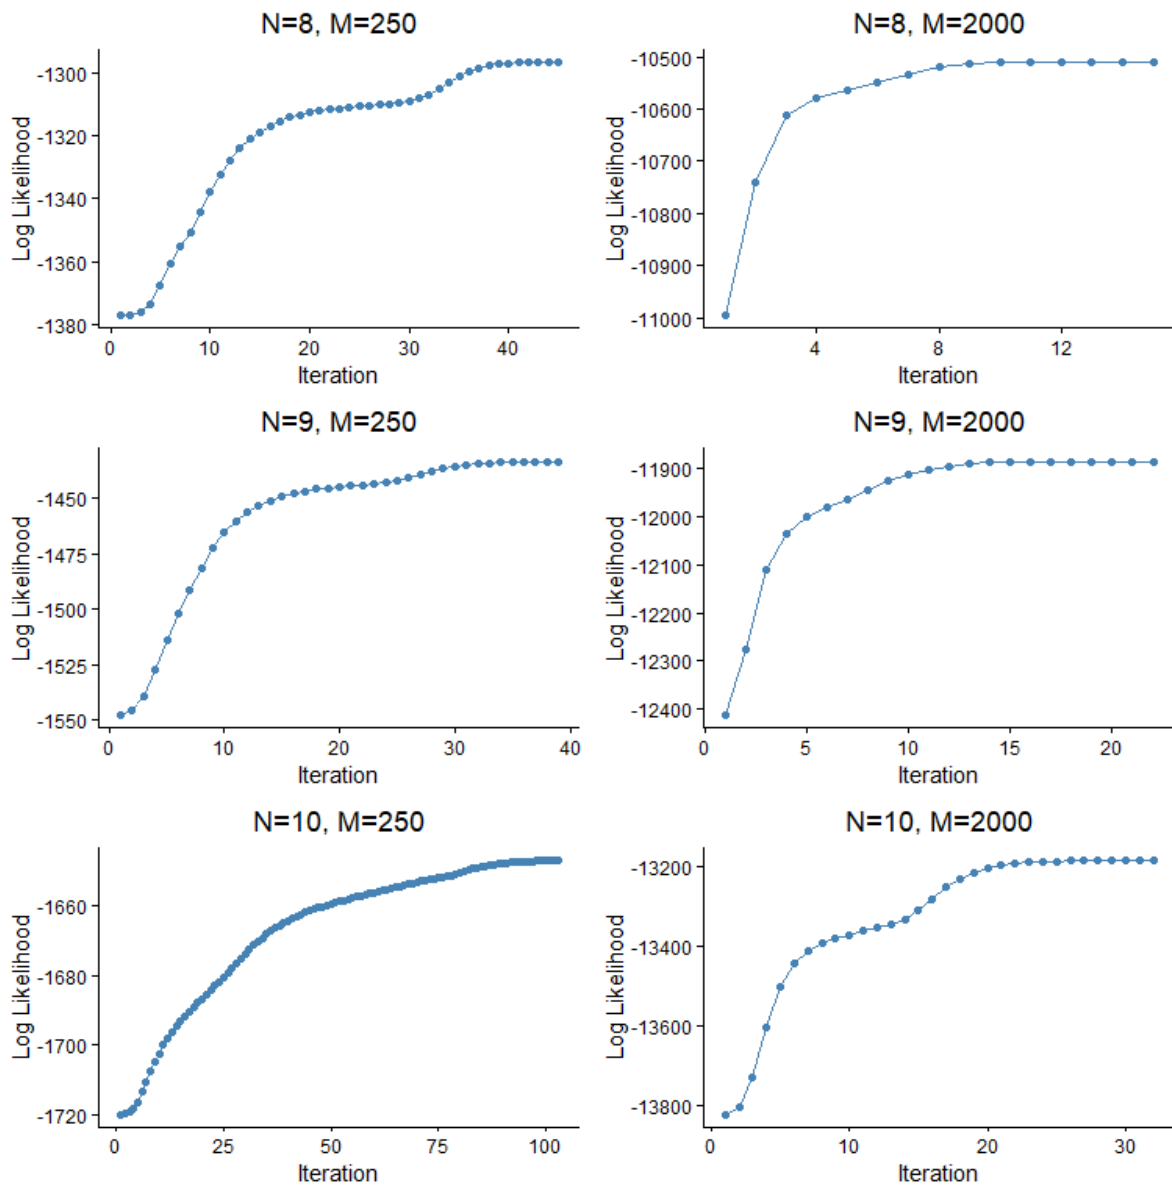 N=8, M=250
Log Likelihood
-1300
-1320
-1340
-1360
-1380
0 10 20 30 40
Iteration
N=8, M=2000
Log Likelihood
-10500
-10600
-10700
-10800
-10900
-11000
4 8 12
Iteration
N=9, M=250
Log Likelihood
-1450
-1475
-1500
-1525
-1550
0 10 20 30 40
Iteration
N=9, M=2000
Log Likelihood
-11900
-12000
-12100
-12200
-12300
-12400
0 5 10 15 20
Iteration
N=10, M=250
Log Likelihood
-1660
-1680
-1700
-1720
0 25 50 75 100
Iteration
N=10, M=2000
Log Likelihood
-13200
-13400
-13600
-13800
0 10 20 30
Iteration